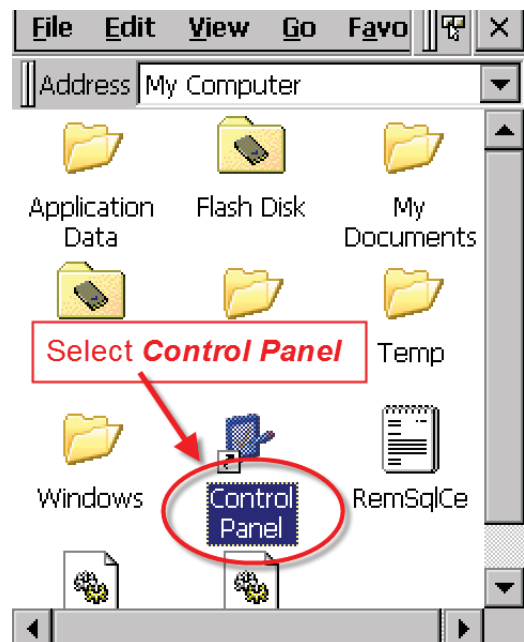 File Edit View Go Favo
Address My Computer
Application Data
Flash Disk
My Documents
Select Control Panel
Temp
Windows
Control Panel
RemSqlCe